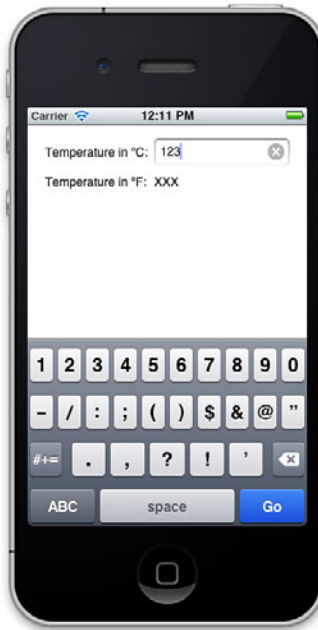 Carrier 12:11 PM
Temperature in °C: 123
Temperature in °F: XXX
1 2 3 4 5 6 7 8 9 0
- / : ; ( ) $ & @ "
#+= . , ? ! '
ABC space Go